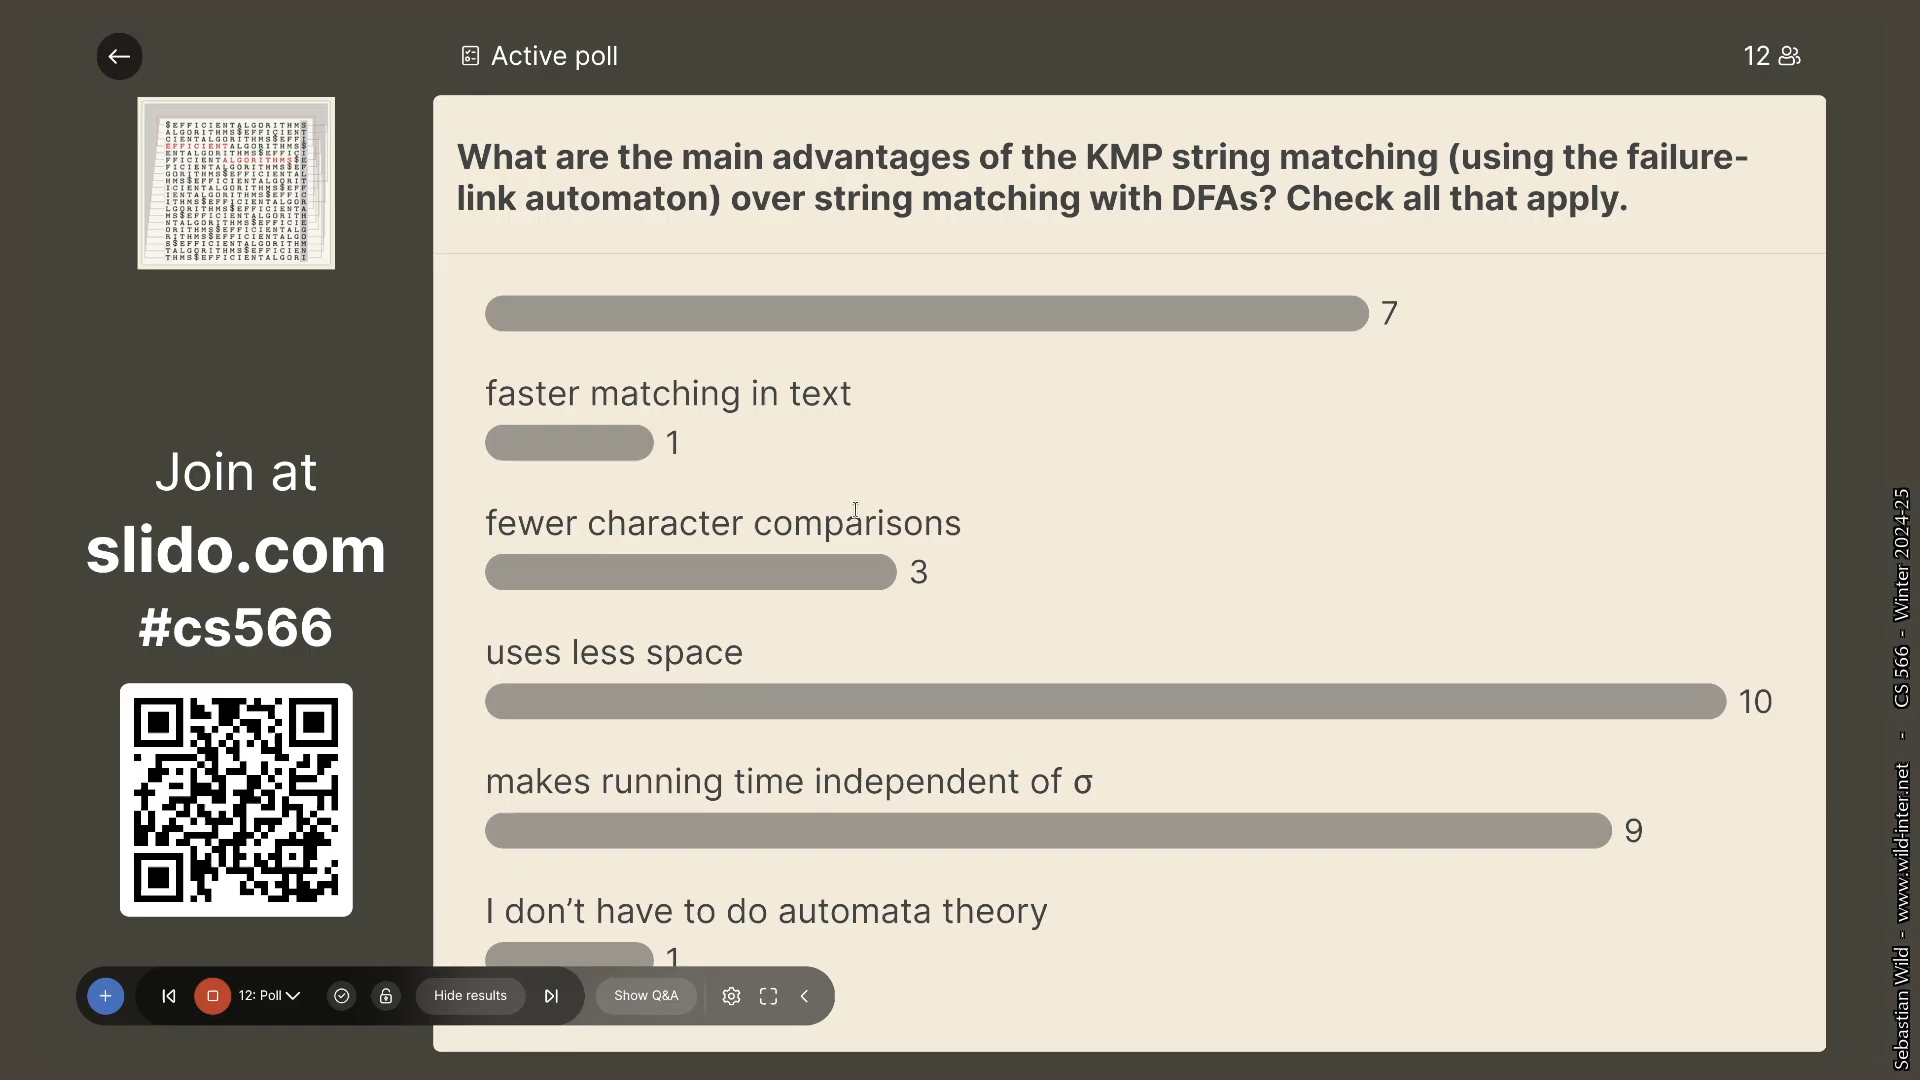 Active poll
12
What are the main advantages of the KMP string matching (using the failure-
link automaton) over string matching with DFAs? Check all that apply.
7
faster matching in text
1
fewer character comparisons
3
uses less space
10
makes running time independent of σ
9
I don’t have to do automata theory
1
Join at
slido.com
#cs566
12: Poll
Hide results
Show Q&A
Sebastian Wild – www.wild-inter.net – CS 566 – Winter 2024-25